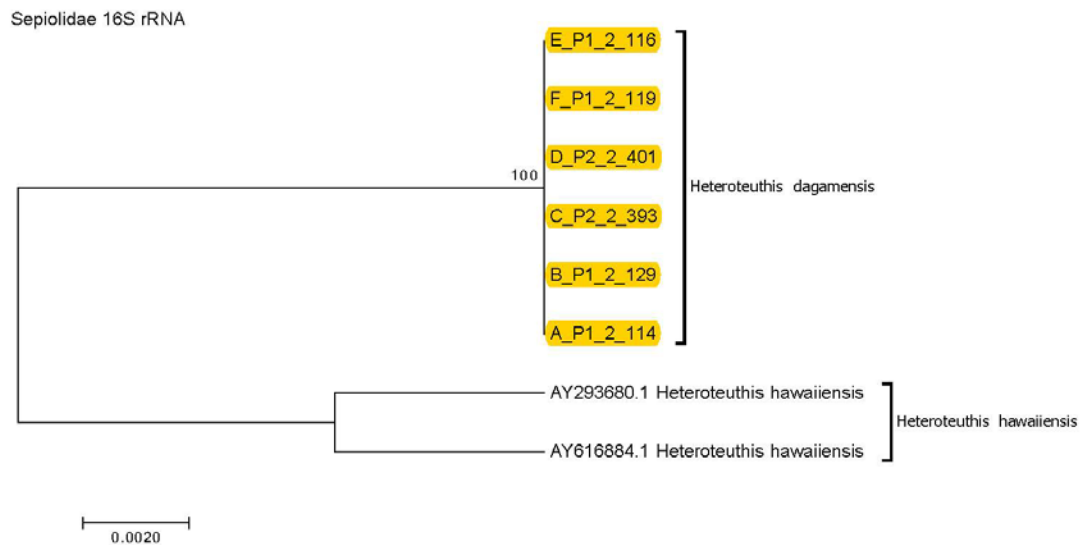 Sepiolidae 16S rRNA
E_P1_2_116
F_P1_2_119
D_P2_2_401
100
Heteroteuthis dagamensis
C_P2_2_393
B_P1_2_129
A_P1_2_114
AY293680.1 Heteroteuthis hawaiiensis
Heteroteuthis hawaiiensis
AY616884.1 Heteroteuthis hawaiiensis
0.0020